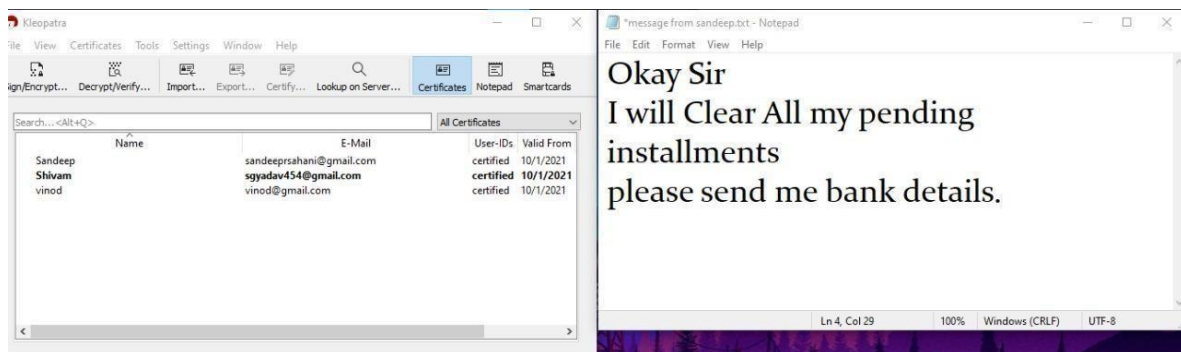 Kleopatra
File View Certificates Tools Settings Window Help
Sign/Encrypt... Decrypt/Verify... Import... Export... Certify... Lookup on Server... Certificates Notepad Smartcards
Search...<Alt+Q> All Certificates
Name E-Mail User-IDs Valid From
Sandeep sandeeprsahani@gmail.com certified 10/1/2021
Shivam sgyadav454@gmail.com certified 10/1/2021
vinod vinod@gmail.com certified 10/1/2021
*message from sandeep.txt - Notepad
File Edit Format View Help
Okay Sir
I will Clear All my pending
installments
please send me bank details.
Ln 4, Col 29 100% Windows (CRLF) UTF-8